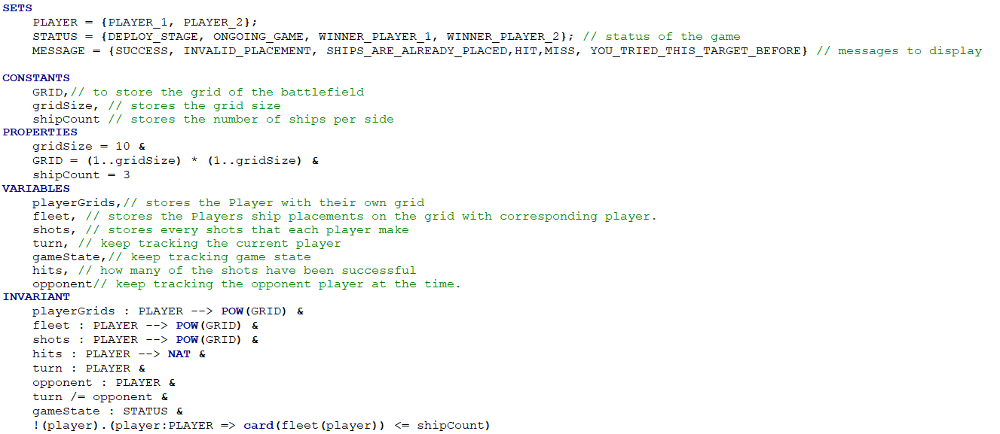 SETS
PLAYER = {PLAYER_1, PLAYER_2};
STATUS = {DEPLOY_STAGE, ONGOING_GAME, WINNER_PLAYER_1, WINNER_PLAYER_2}; // status of the game
MESSAGE = {SUCCESS, INVALID_PLACEMENT, SHIPS_ARE_ALREADY_PLACED,HIT,MISS, YOU_TRIED_THIS_TARGET_BEFORE} // messages to display
CONSTANTS
GRID,// to store the grid of the battlefield
gridSize, // stores the grid size
shipCount // stores the number of ships per side
PROPERTIES
gridSize = 10 &
GRID = (1..gridSize) * (1..gridSize) &
shipCount = 3
VARIABLES
playerGrids,// stores the Player with their own grid
fleet, // stores the Players ship placements on the grid with corresponding player.
shots, // stores every shots that each player make
turn, // keep tracking the current player
gameState,// keep tracking game state
hits, // how many of the shots have been successful
opponent// keep tracking the opponent player at the time.
INVARIANT
playerGrids : PLAYER --> POW(GRID) &
fleet : PLAYER --> POW(GRID) &
shots : PLAYER --> POW(GRID) &
hits : PLAYER --> NAT &
turn : PLAYER &
opponent : PLAYER &
turn /= opponent &
gameState : STATUS &
!(player).(player:PLAYER => card(fleet(player)) <= shipCount)